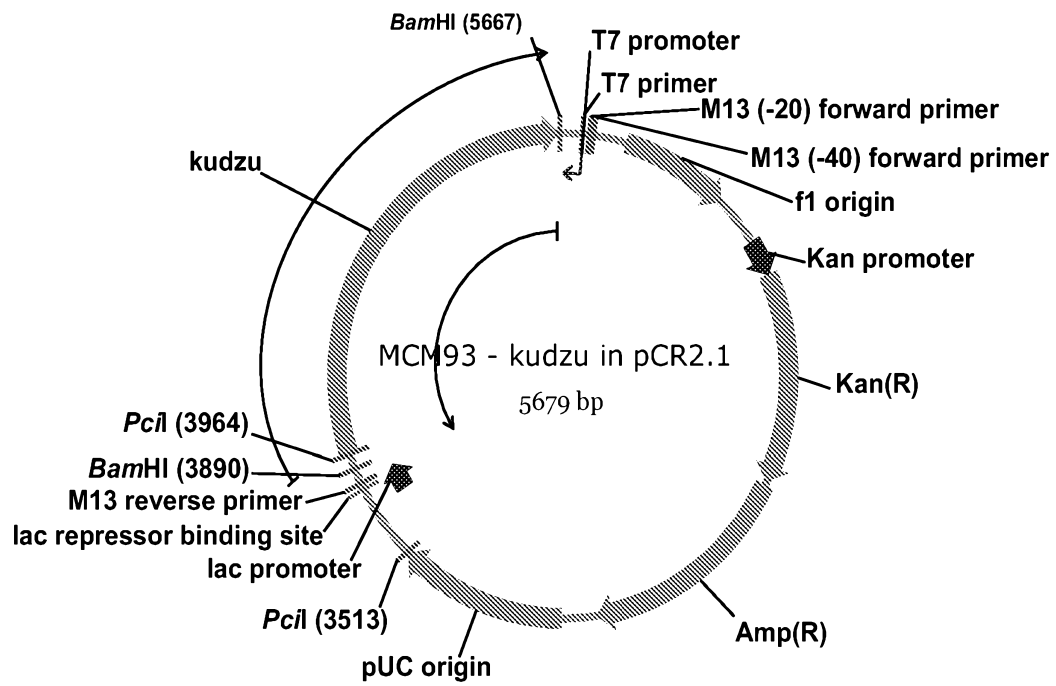 BamHI (5667)
T7 promoter
T7 primer
M13 (-20) forward primer
M13 (-40) forward primer
kudzu
f1 origin
Kan promoter
MCM93 - kudzu in pCR2.1
5679 bp
Kan(R)
PciI (3964)
BamHI (3890)
M13 reverse primer
lac repressor binding site
lac promoter
PciI (3513)
Amp(R)
pUC origin